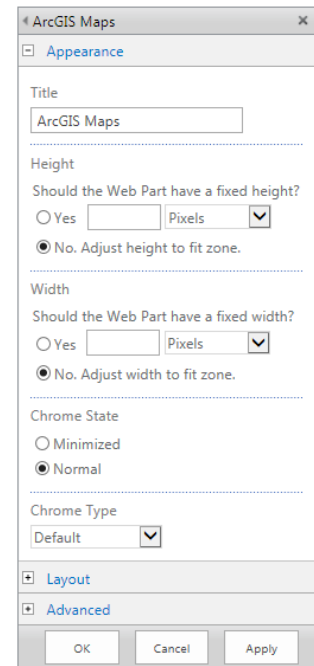 ArcGIS Maps
Appearance
Title
ArcGIS Maps
Height
Should the Web Part have a fixed height?
Yes Pixels
No. Adjust height to fit zone.
Width
Should the Web Part have a fixed width?
Yes Pixels
No. Adjust width to fit zone.
Chrome State
Minimized
Normal
Chrome Type
Default
Layout
Advanced
OK Cancel Apply